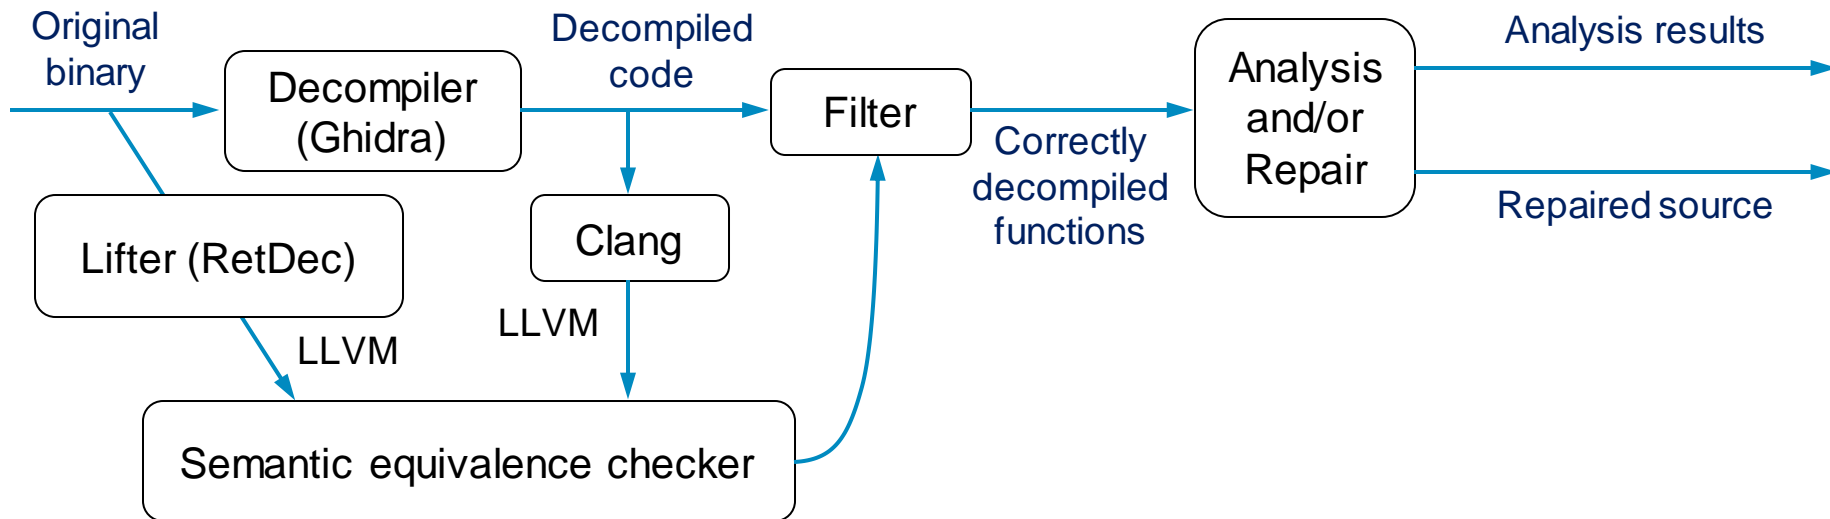 Original
binary
Decompiler
(Ghidra)
Decompiled
code
Filter
Correctly
decompiled
functions
Analysis
and/or
Repair
Analysis results
Repaired source
Lifter (RetDec)
LLVM
Clang
LLVM
Semantic equivalence checker